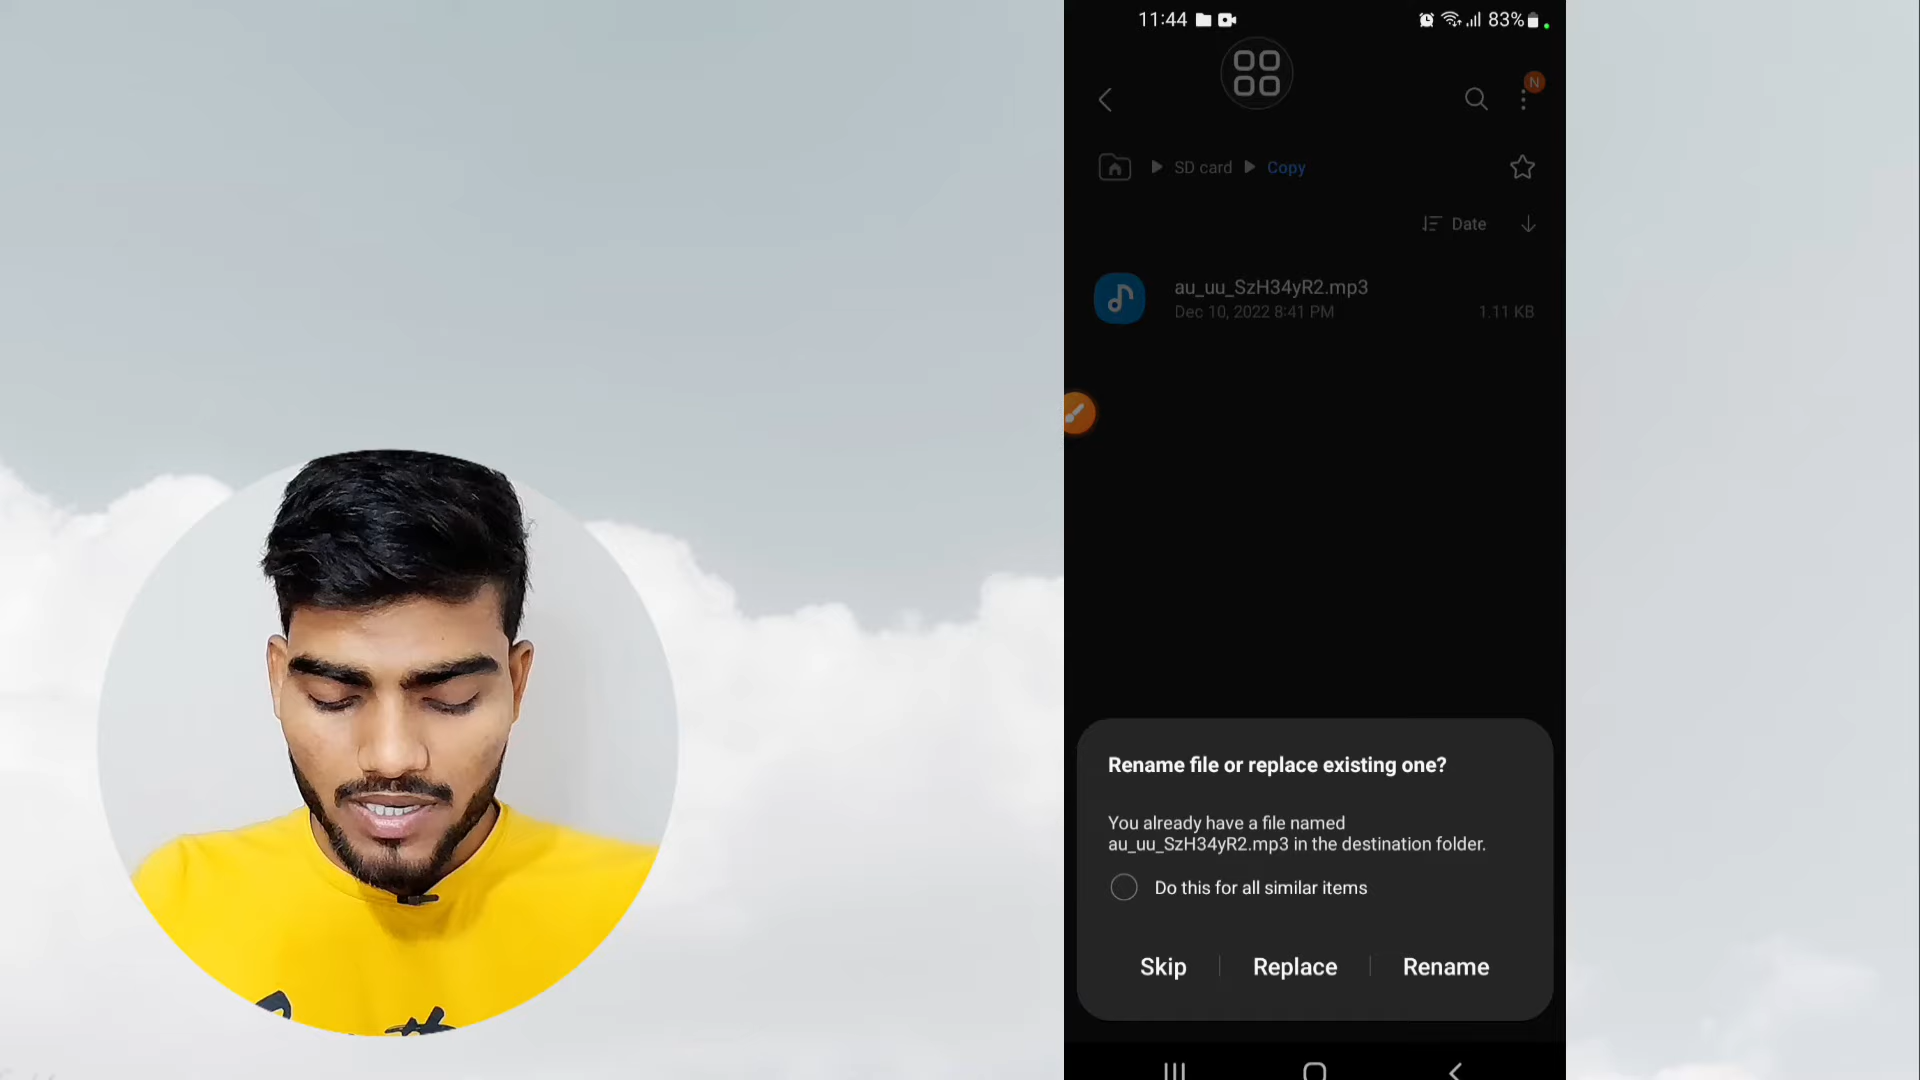 11:44
83%
N
SD card
Copy
Date
au_uu_SzH34yR2.mp3
Dec 10, 2022 8:41 PM
1.11 KB
Rename file or replace existing one?
You already have a file named
au_uu_SzH34yR2.mp3 in the destination folder.
Do this for all similar items
Skip
Replace
Rename